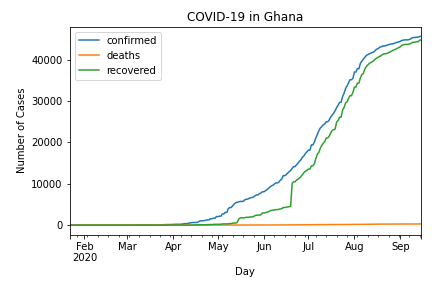 COVID-19 in Ghana
confirmed
deaths
recovered
Number of Cases
40000
30000
20000
10000
0
Feb Mar Apr May Jun Jul Aug Sep
2020
Day